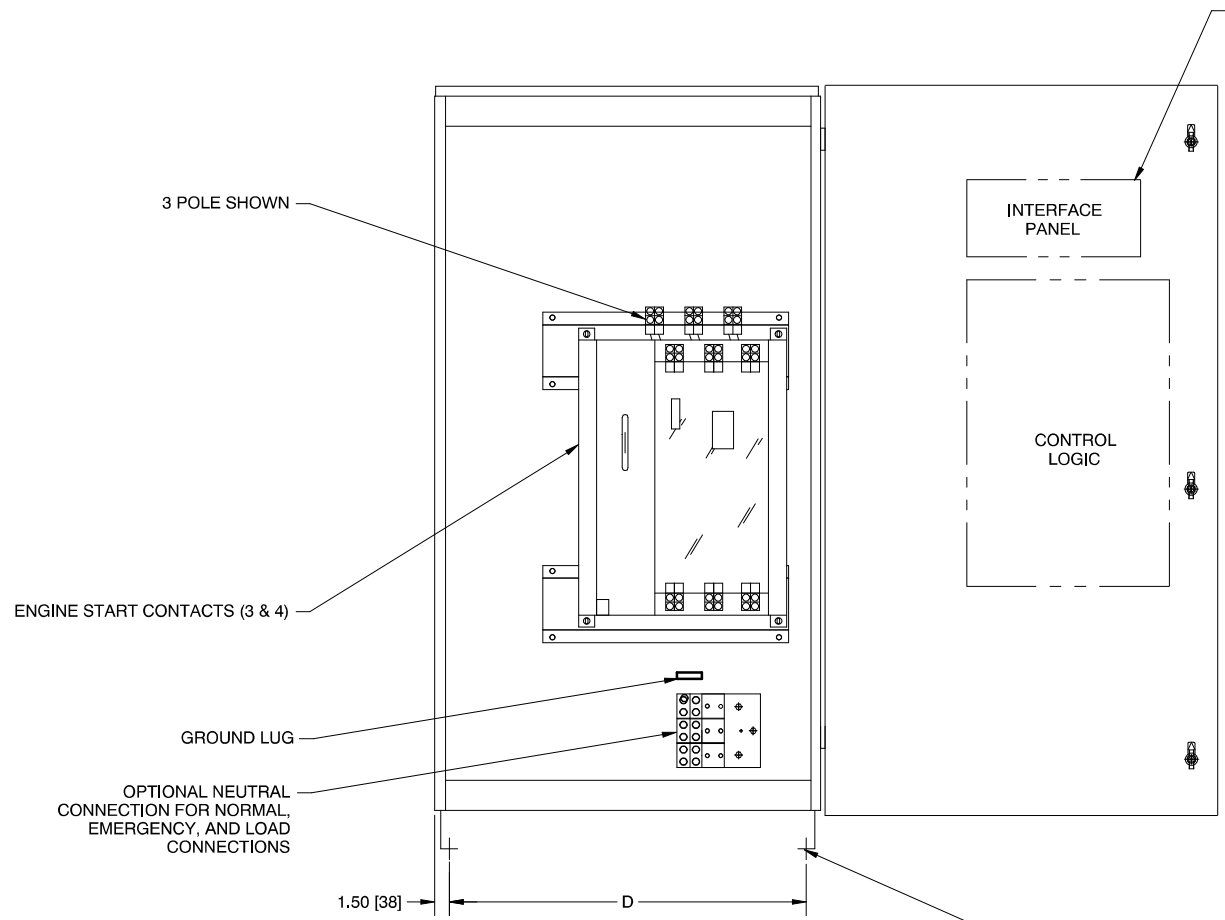 3 POLE SHOWN
INTERFACE
PANEL
CONTROL
LOGIC
ENGINE START CONTACTS (3 & 4)
GROUND LUG
OPTIONAL NEUTRAL
CONNECTION FOR NORMAL,
EMERGENCY, AND LOAD
CONNECTIONS
1.50 [38]
D